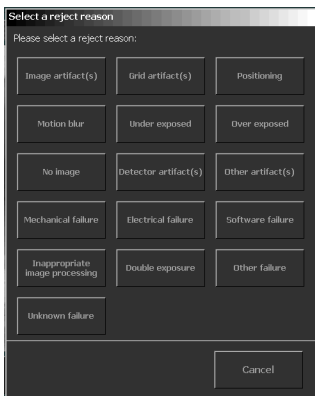 Select a reject reason
Please select a reject reason:
Image artifact(s)
Grid artifact(s)
Positioning
Motion blur
Under exposed
Over exposed
No image
Detector artifact(s)
Other artifact(s)
Mechanical failure
Electrical failure
Software failure
Inappropriate
image processing
Double exposure
Other failure
Unknown failure
Cancel